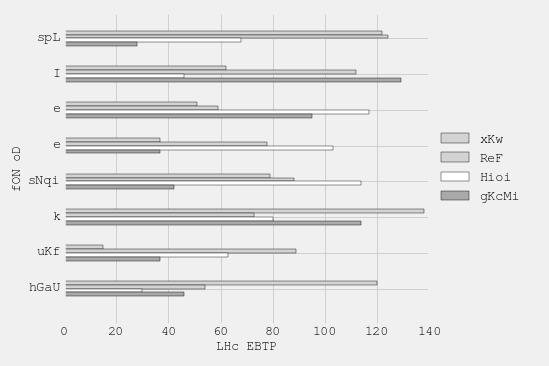 spL
I
e
e
sNqi
k
uKf
hGaU
fON oD
0 20 40 60 80 100 120 140
LHc EBTP
xKw
ReF
Hioi
gKcMi